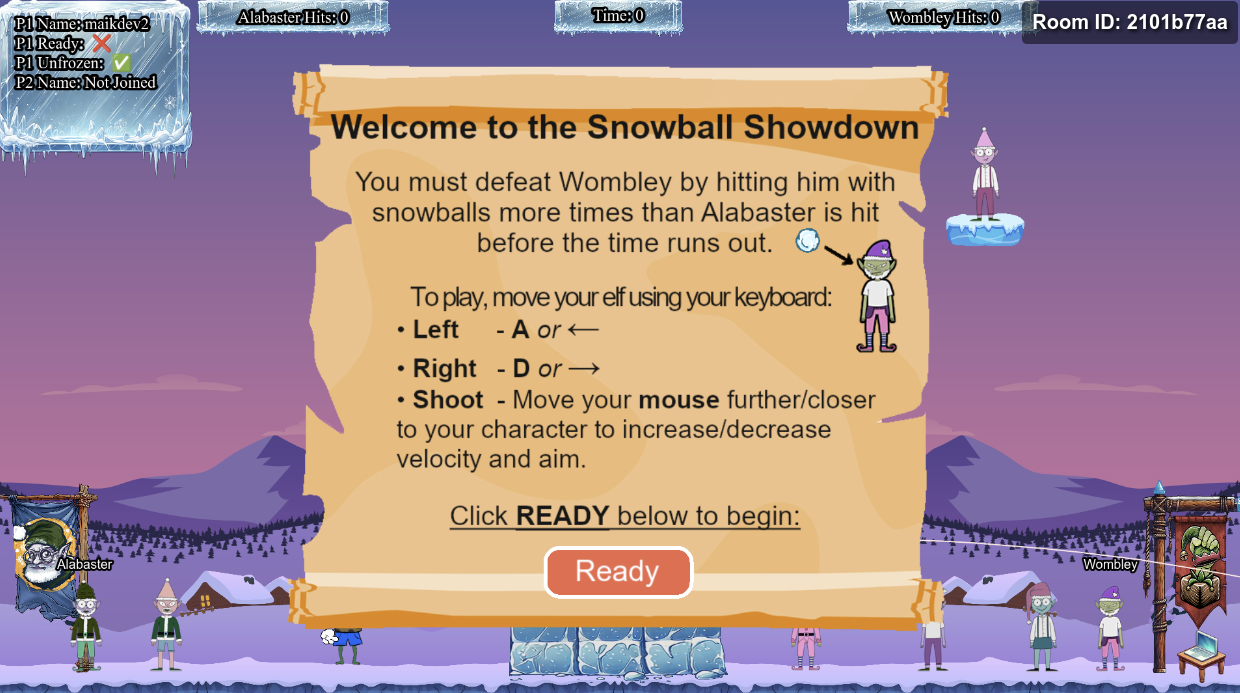 P1 Name: maikdev2
P1 Ready: ❌
P1 Unfrozen: ✅
P2 Name: Not Joined
Alabaster Hits: 0
Time: 0
Wombley Hits: 0
Room ID: 2101b77aa
Welcome to the Snowball Showdown
You must defeat Wombley by hitting him with
snowballs more times than Alabaster is hit
before the time runs out.
To play, move your elf using your keyboard:
• Left - A or ←
• Right - D or →
• Shoot - Move your mouse further/closer
to your character to increase/decrease
velocity and aim.
Click READY below to begin:
Ready
Alabaster
Wombley